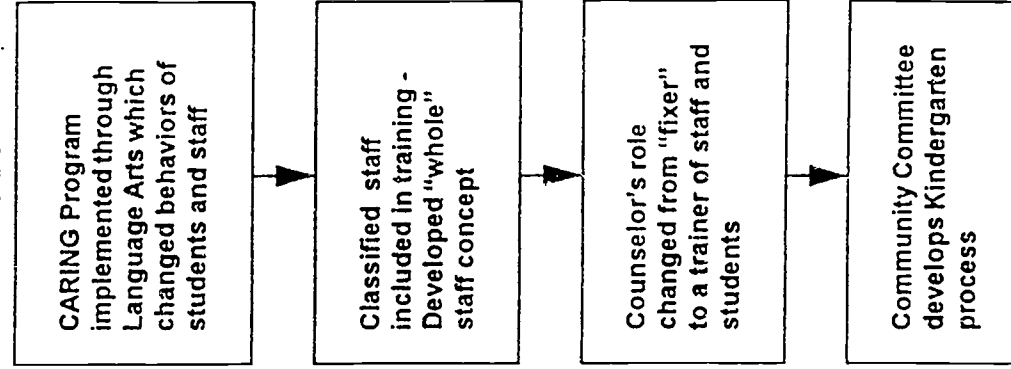 CARING Program
implemented through
Language Arts which
changed behaviors of
students and staff
Classified staff
included in training -
Developed "whole"
staff concept
Counselor's role
changed from "fixer"
to a trainer of staff and
students
Community Committee
develops Kindergarten
process